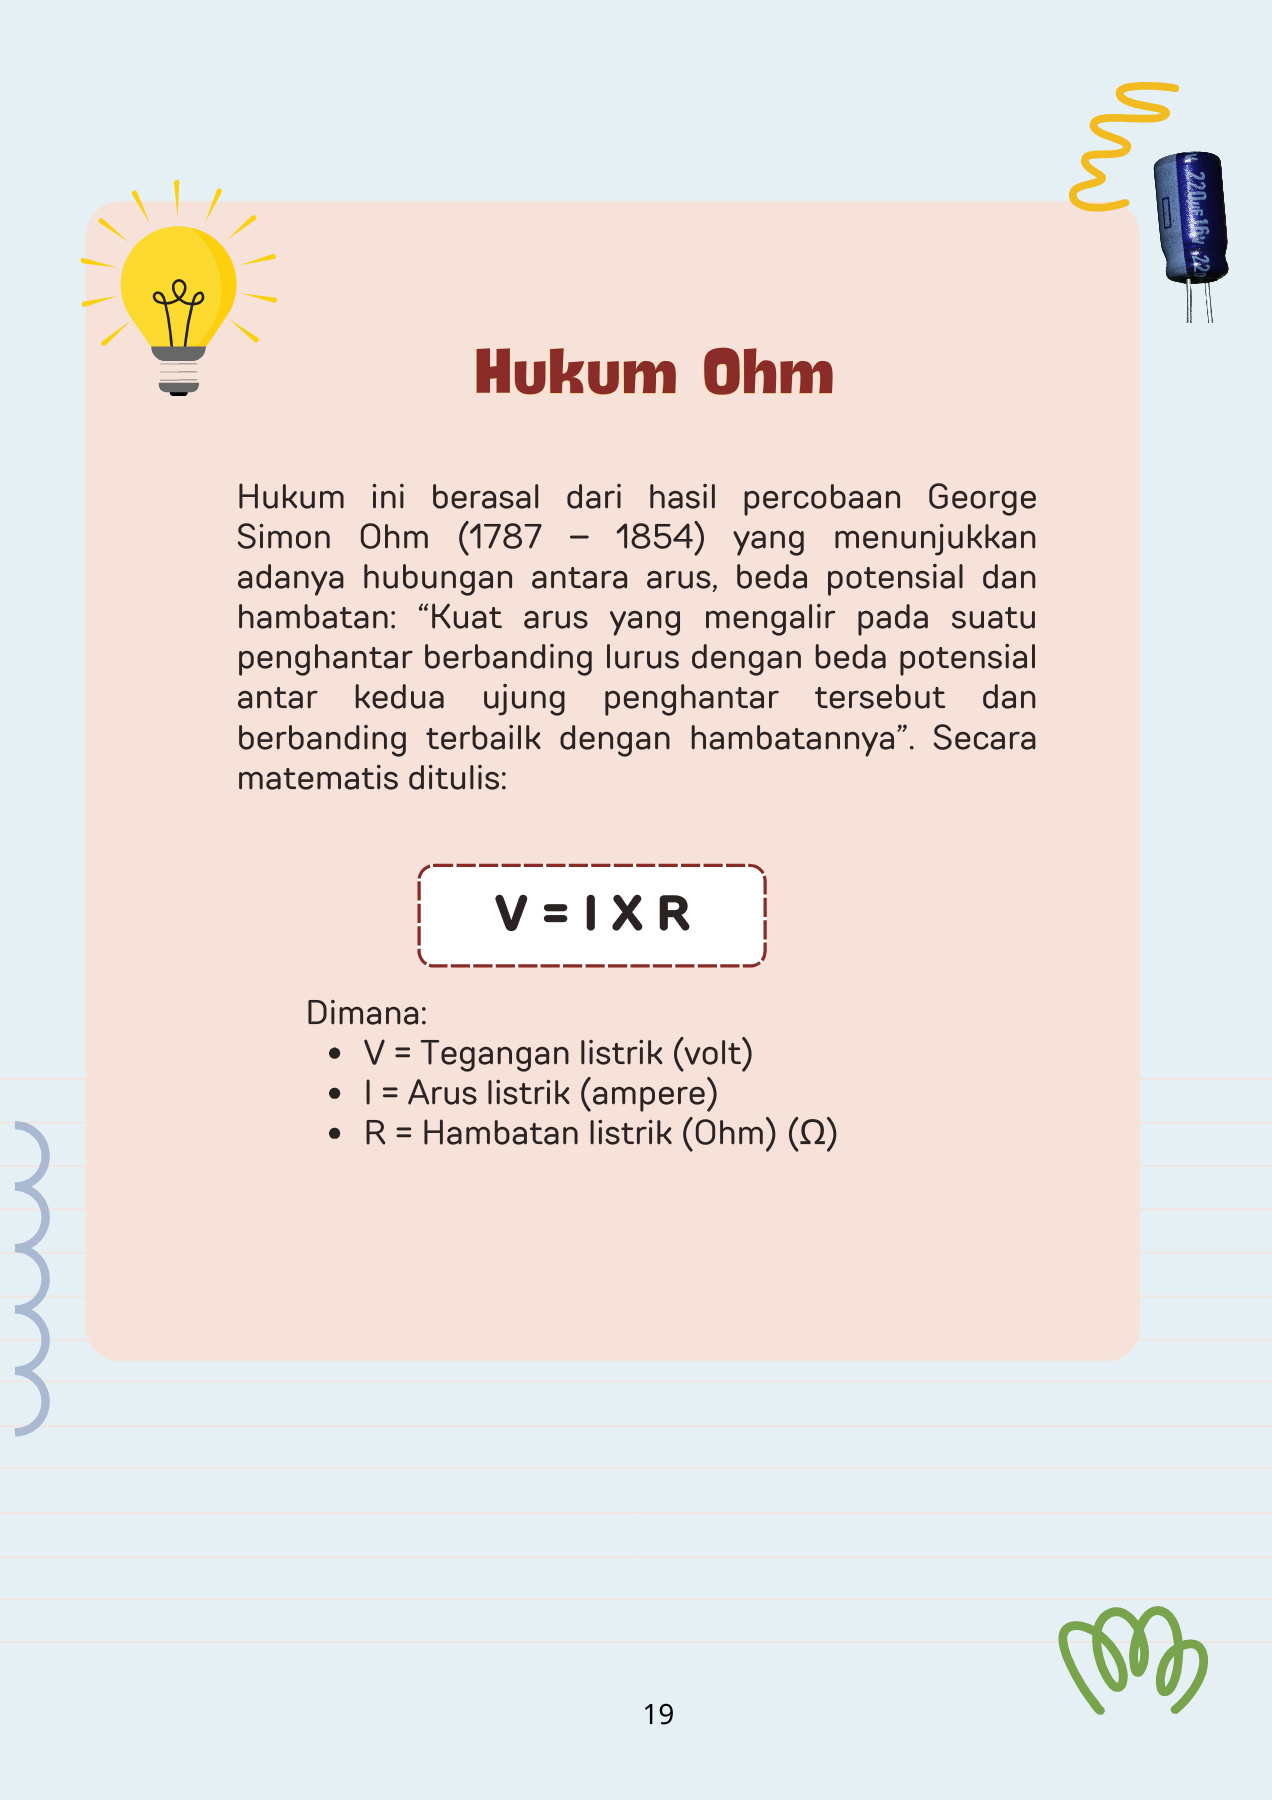 220µF 16v 220
Hukum Ohm
Hukum ini berasal dari hasil percobaan George
Simon Ohm (1787 – 1854) yang menunjukkan
adanya hubungan antara arus, beda potensial dan
hambatan: “Kuat arus yang mengalir pada suatu
penghantar berbanding lurus dengan beda potensial
antar kedua ujung penghantar tersebut dan
berbanding terbailk dengan hambatannya”. Secara
matematis ditulis:
V = I X R
Dimana:
• V = Tegangan listrik (volt)
• I = Arus listrik (ampere)
• R = Hambatan listrik (Ohm) (Ω)
19